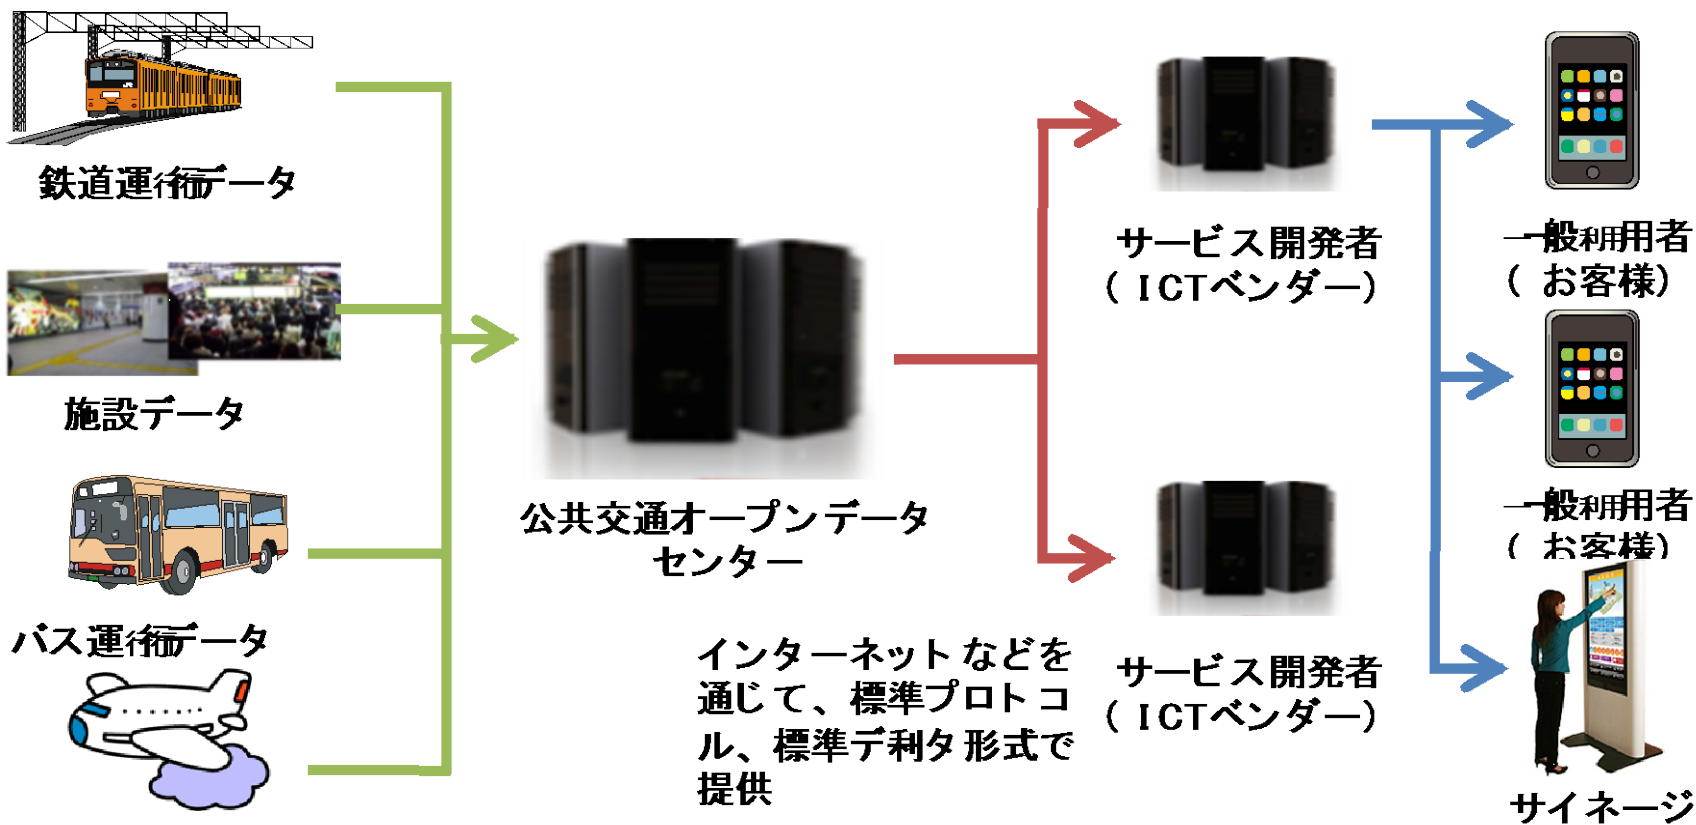 鉄道運行データ
施設データ
バス運行データ
公共交通オープンデータ
センター
インターネットなどを
通じて、標準プロトコ
ル、標準データ形式で
提供
サービス開発者
(ICTベンダー)
サービス開発者
(ICTベンダー)
一般利用者
(お客様)
一般利用者
(お客様)
サイネージ